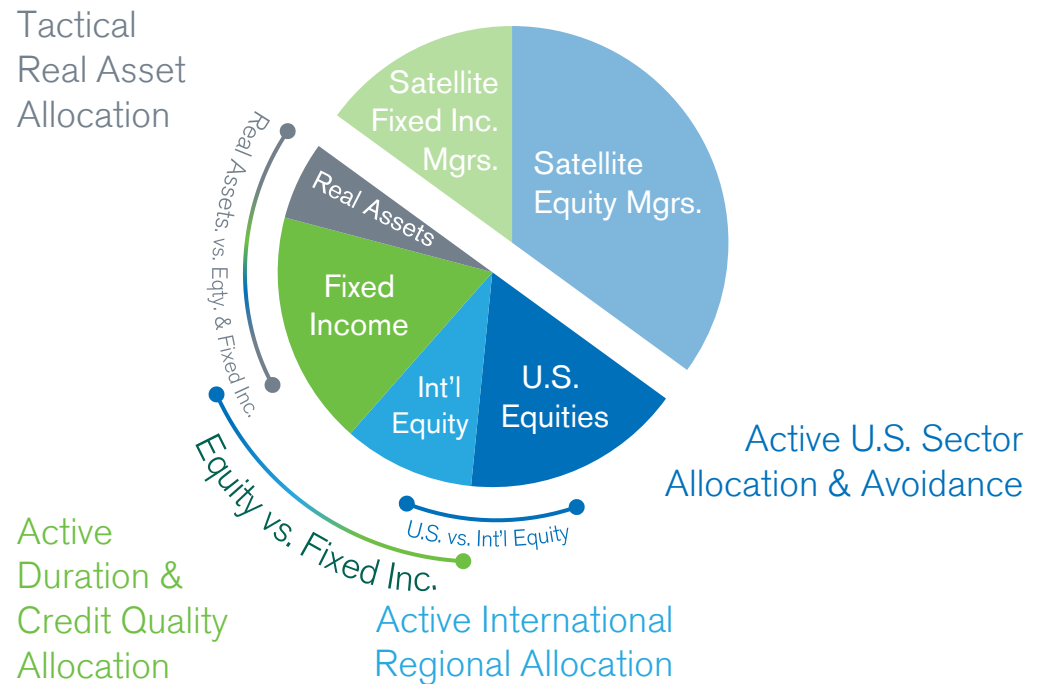 Tactical
Real Asset
Allocation
Satellite
Fixed Inc.
Mgrs.
Satellite
Equity Mgrs.
Real Assets. vs. Eqty. & Fixed Inc.
Real Assets
Fixed
Income
Int'l
Equity
U.S.
Equities
Equity vs. Fixed Inc.
U.S. vs. Int'l Equity
Active U.S. Sector
Allocation & Avoidance
Active
Duration &
Credit Quality
Allocation
Active International
Regional Allocation